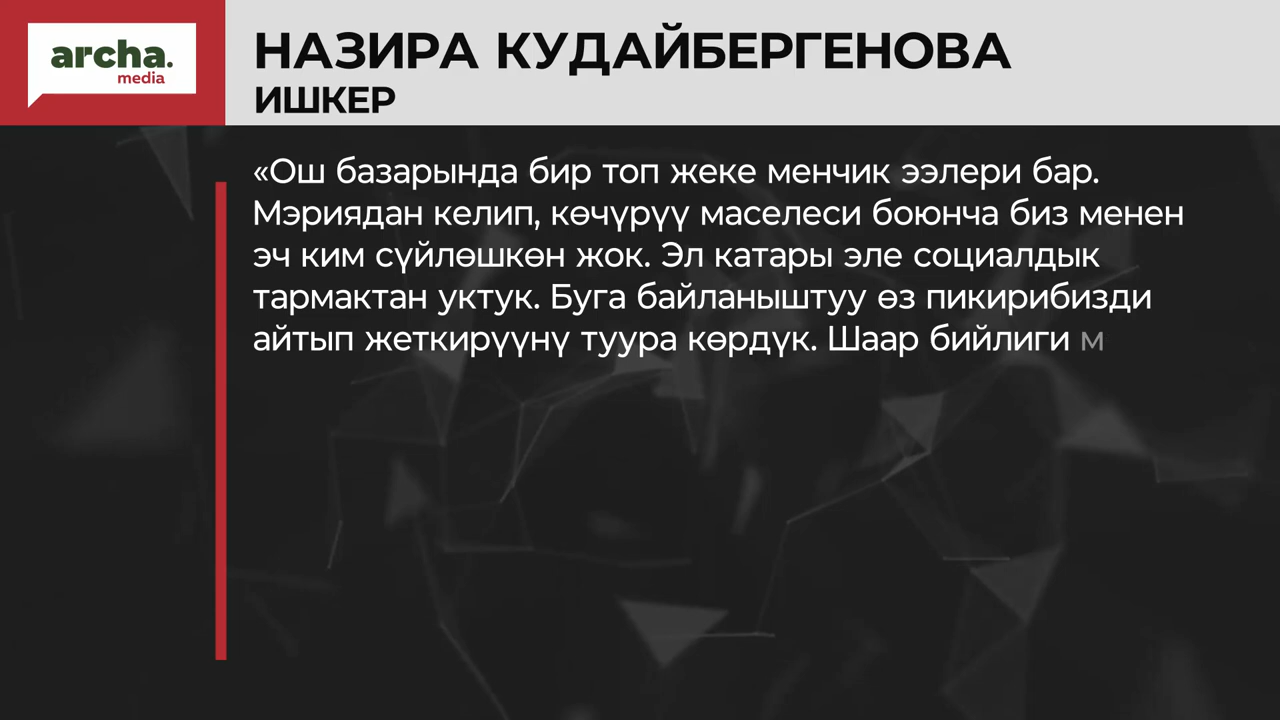 archa.
media
НАЗИРА КУДАЙБЕРГЕНОВА
ИШКЕР
«Ош базарында бир топ жеке менчик ээлери бар.
Мэриядан келип, көчүрүү маселеси боюнча биз менен
эч ким сүйлөшкөн жок. Эл катары эле социалдык
тармактан уктук. Буга байланыштуу өз пикирибизди
айтып жеткирүүнү туура көрдүк. Шаар бийлиги м